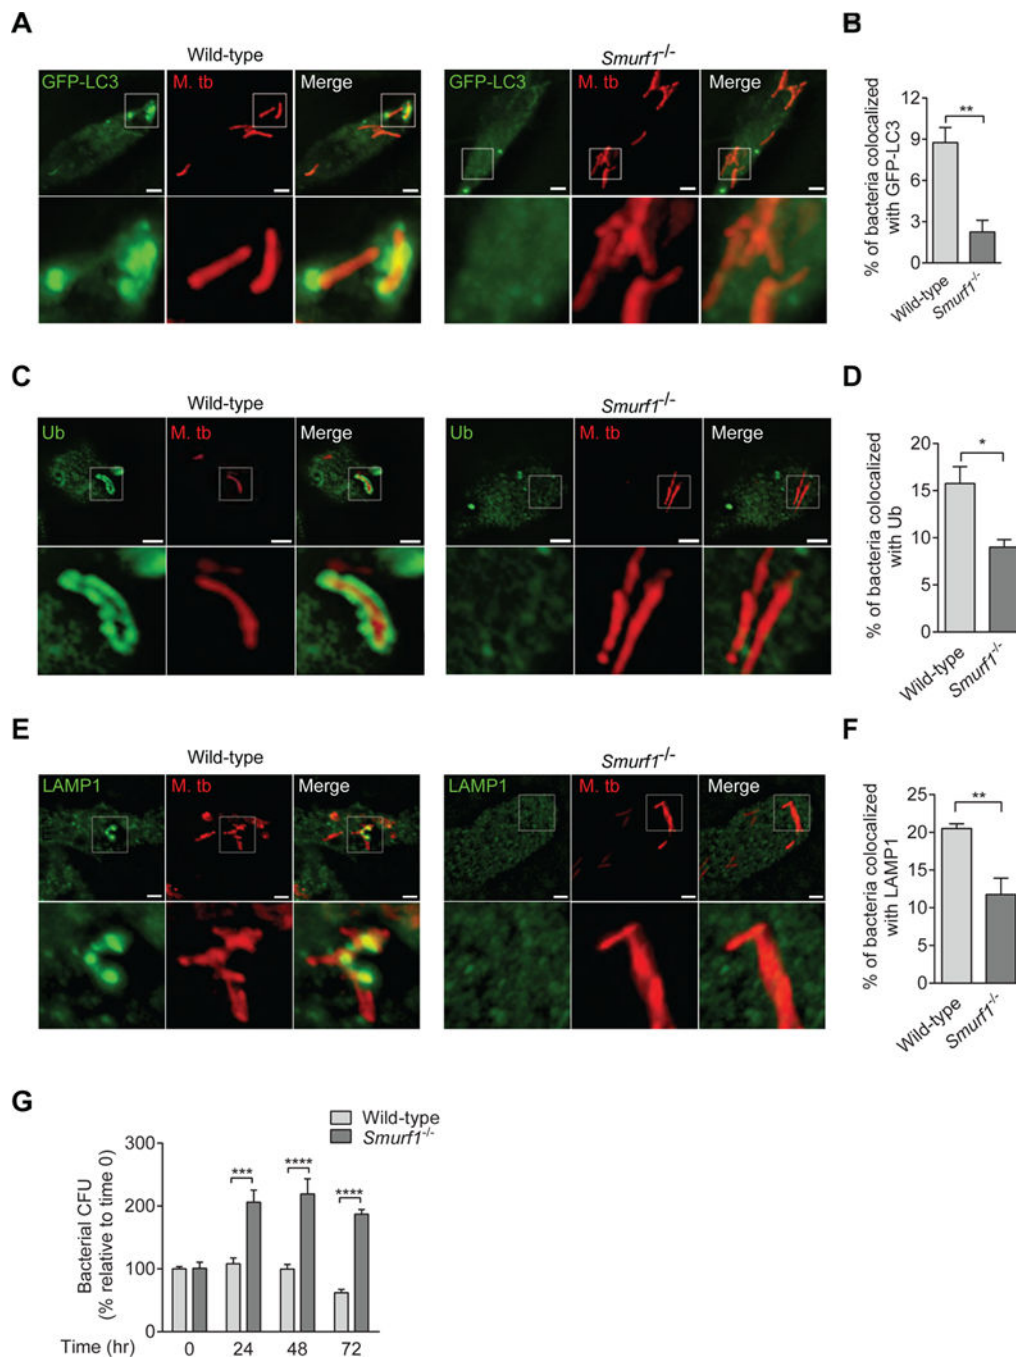 A
Wild-type
Smurf1-/-
GFP-LC3 M. tb Merge
GFP-LC3 M. tb Merge
B
% of bacteria colocalized
with GFP-LC3
12
9
6
3
0
**
Wild-type
Smurf1-/-
C
Wild-type
Smurf1-/-
Ub M. tb Merge
Ub M. tb Merge
D
% of bacteria colocalized
with Ub
20
15
10
5
0
*
Wild-type
Smurf1-/-
E
Wild-type
Smurf1-/-
LAMP1 M. tb Merge
LAMP1 M. tb Merge
F
% of bacteria colocalized
with LAMP1
25
20
15
10
5
0
**
Wild-type
Smurf1-/-
G
Wild-type
Smurf1-/-
Bacterial CFU
(% relative to time 0)
300
200
100
0
*** **** ****
Time (hr) 0 24 48 72